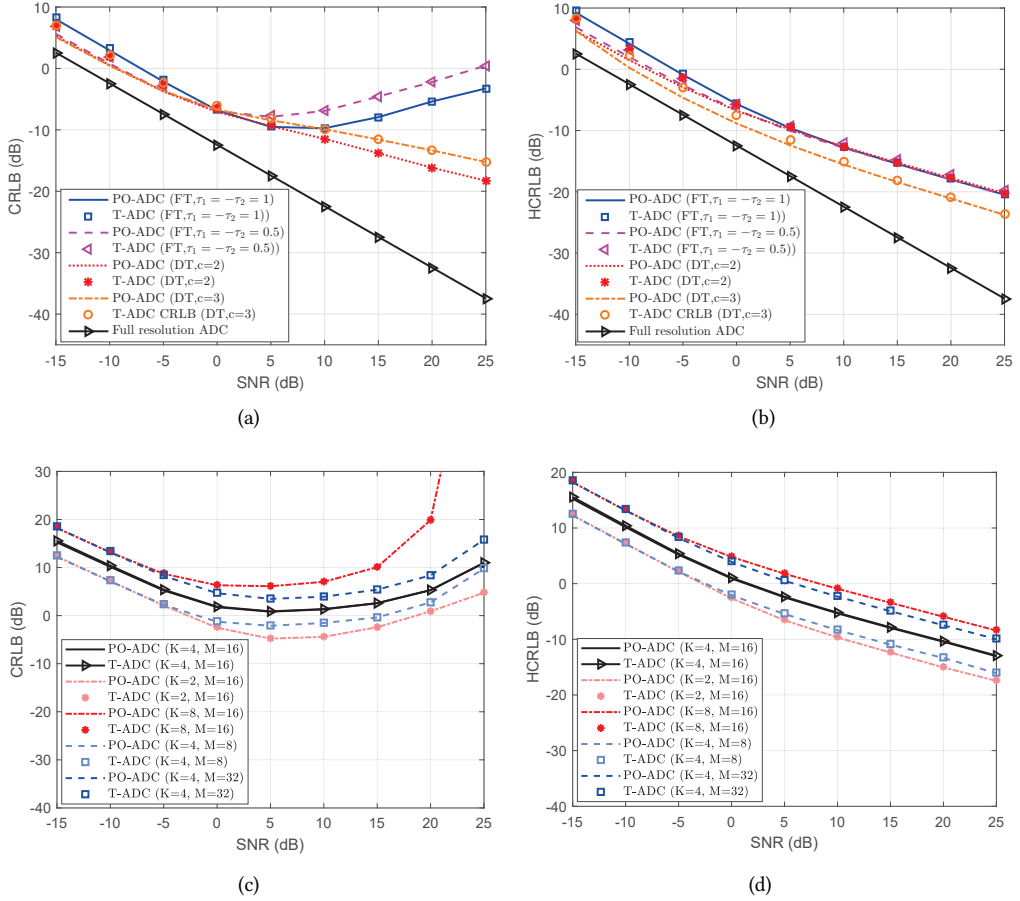 10
0
-10
-20
-30
-40
-15
-10
-5
0
5
10
15
20
25
CRLB (dB)
SNR (dB)
PO-ADC (FT,τ₁ = −τ₂ = 1)
T-ADC (FT,τ₁ = −τ₂ = 1))
PO-ADC (FT,τ₁ = −τ₂ = 0.5)
T-ADC (FT,τ₁ = −τ₂ = 0.5))
PO-ADC (DT,c=2)
T-ADC (DT,c=2)
PO-ADC (DT,c=3)
T-ADC CRLB (DT,c=3)
Full resolution ADC
(a)
10
0
-10
-20
-30
-40
-15
-10
-5
0
5
10
15
20
25
HCRLB (dB)
SNR (dB)
PO-ADC (FT,τ₁ = −τ₂ = 1)
T-ADC (FT,τ₁ = −τ₂ = 1))
PO-ADC (FT,τ₁ = −τ₂ = 0.5)
T-ADC (FT,τ₁ = −τ₂ = 0.5))
PO-ADC (DT,c=2)
T-ADC (DT,c=2)
PO-ADC (DT,c=3)
T-ADC CRLB (DT,c=3)
Full resolution ADC
(b)
30
20
10
0
-10
-20
-30
-40
-15
-10
-5
0
5
10
15
20
25
CRLB (dB)
SNR (dB)
PO-ADC (K=4, M=16)
T-ADC (K=4, M=16)
PO-ADC (K=2, M=16)
T-ADC (K=2, M=16)
PO-ADC (K=8, M=16)
T-ADC (K=8, M=16)
PO-ADC (K=4, M=8)
T-ADC (K=4, M=8)
PO-ADC (K=4, M=32)
T-ADC (K=4, M=32)
(c)
20
10
0
-10
-20
-30
-40
-15
-10
-5
0
5
10
15
20
25
HCRLB (dB)
SNR (dB)
PO-ADC (K=4, M=16)
T-ADC (K=4, M=16)
PO-ADC (K=2, M=16)
T-ADC (K=2, M=16)
PO-ADC (K=8, M=16)
T-ADC (K=8, M=16)
PO-ADC (K=4, M=8)
T-ADC (K=4, M=8)
PO-ADC (K=4, M=32)
T-ADC (K=4, M=32)
(d)